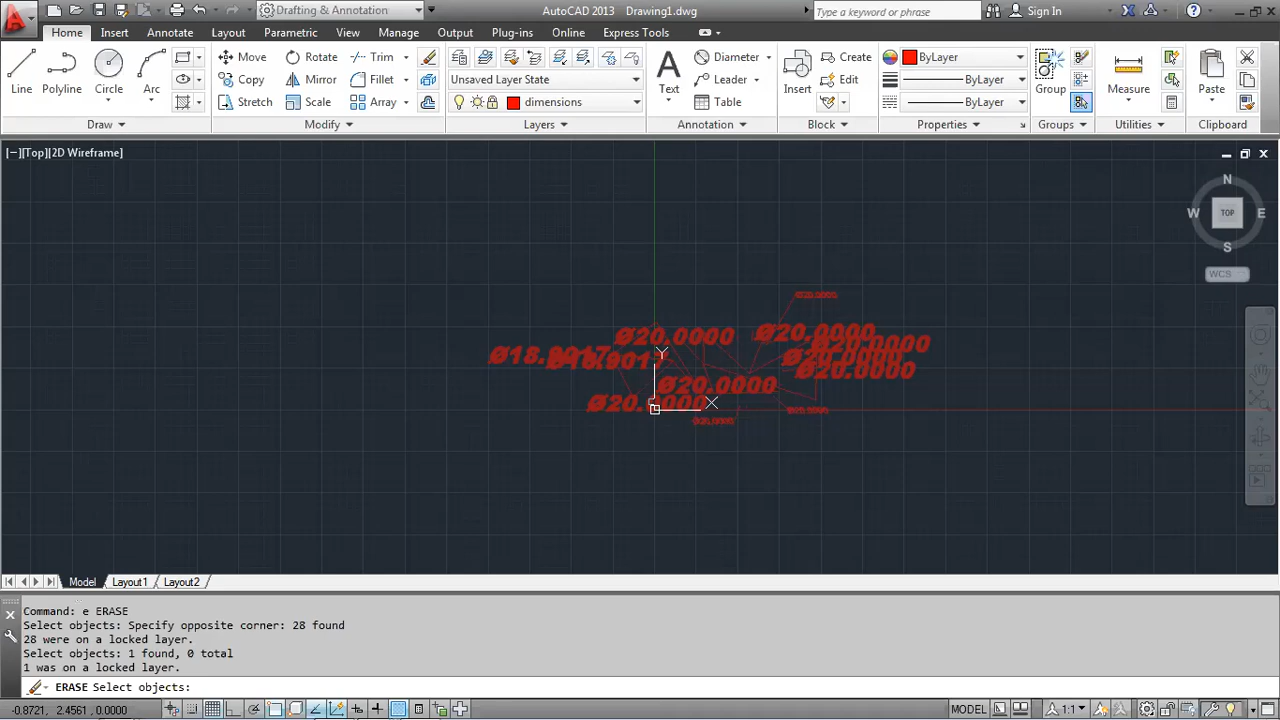 Drafting & Annotation
AutoCAD 2013 Drawing1.dwg
Type a keyword or phrase
Sign In
Home Insert Annotate Layout Parametric View Manage Output Plug-ins Online Express Tools
Line Polyline Circle Arc
Draw
Move Rotate Trim
Copy Mirror Fillet
Stretch Scale Array
Modify
Unsaved Layer State
dimensions
Layers
Text
Diameter
Leader
Table
Annotation
Insert
Create
Edit
Block
ByLayer
ByLayer
ByLayer
Properties
Group
Groups
Measure
Utilities
Paste
Clipboard
[−][Top][2D Wireframe]
N
W TOP E
S
WCS
Ø20.0000
Ø20.0000
Ø20.0000
Ø20.0000
Ø20.0000
Ø20.0000
Ø20.0000
Ø20.0000
Ø20.0000
Y
X
Model Layout1 Layout2
Command: e ERASE
Select objects: Specify opposite corner: 28 found
28 were on a locked layer.
Select objects: 1 found, 0 total
1 was on a locked layer.
ERASE Select objects:
-0.8721, 2.4561, 0.0000
MODEL
1:1